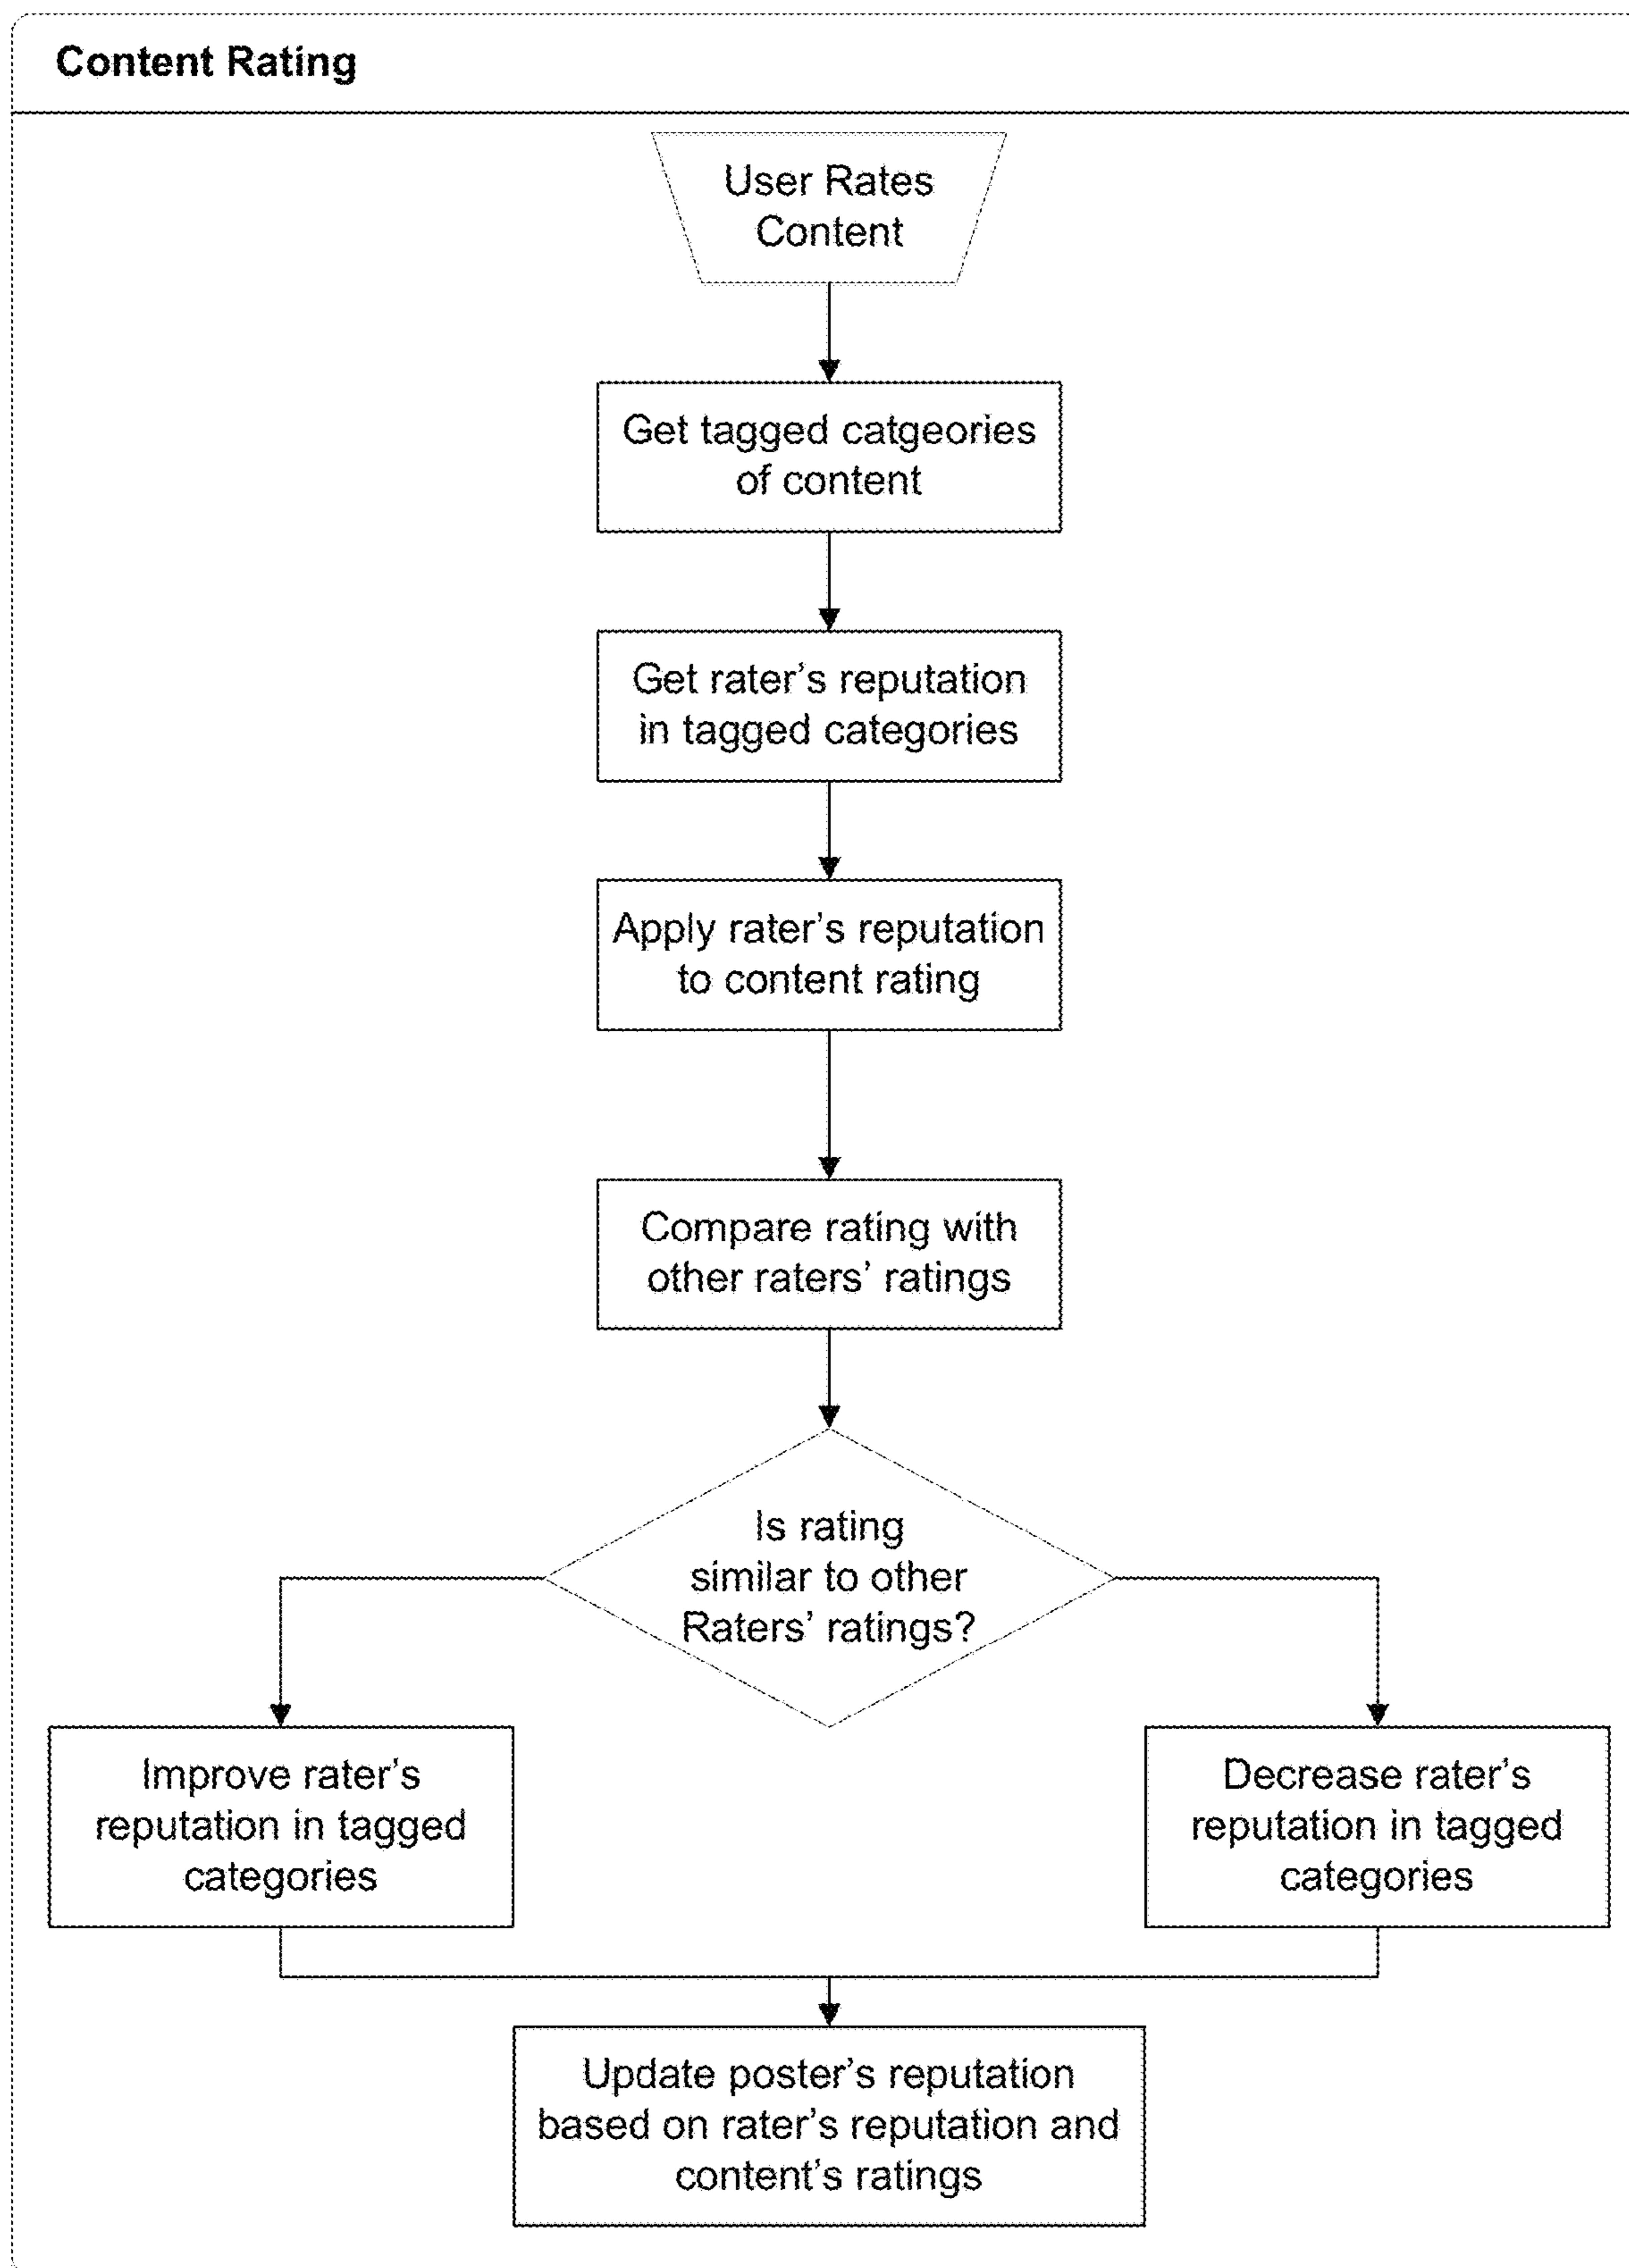 Content Rating
User Rates
Content
Get tagged catgeories
of content
Get rater’s reputation
in tagged categories
Apply rater’s reputation
to content rating
Compare rating with
other raters’ ratings
Is rating
similar to other
Raters’ ratings?
Improve rater’s
reputation in tagged
categories
Decrease rater’s
reputation in tagged
categories
Update poster’s reputation
based on rater’s reputation and
content’s ratings